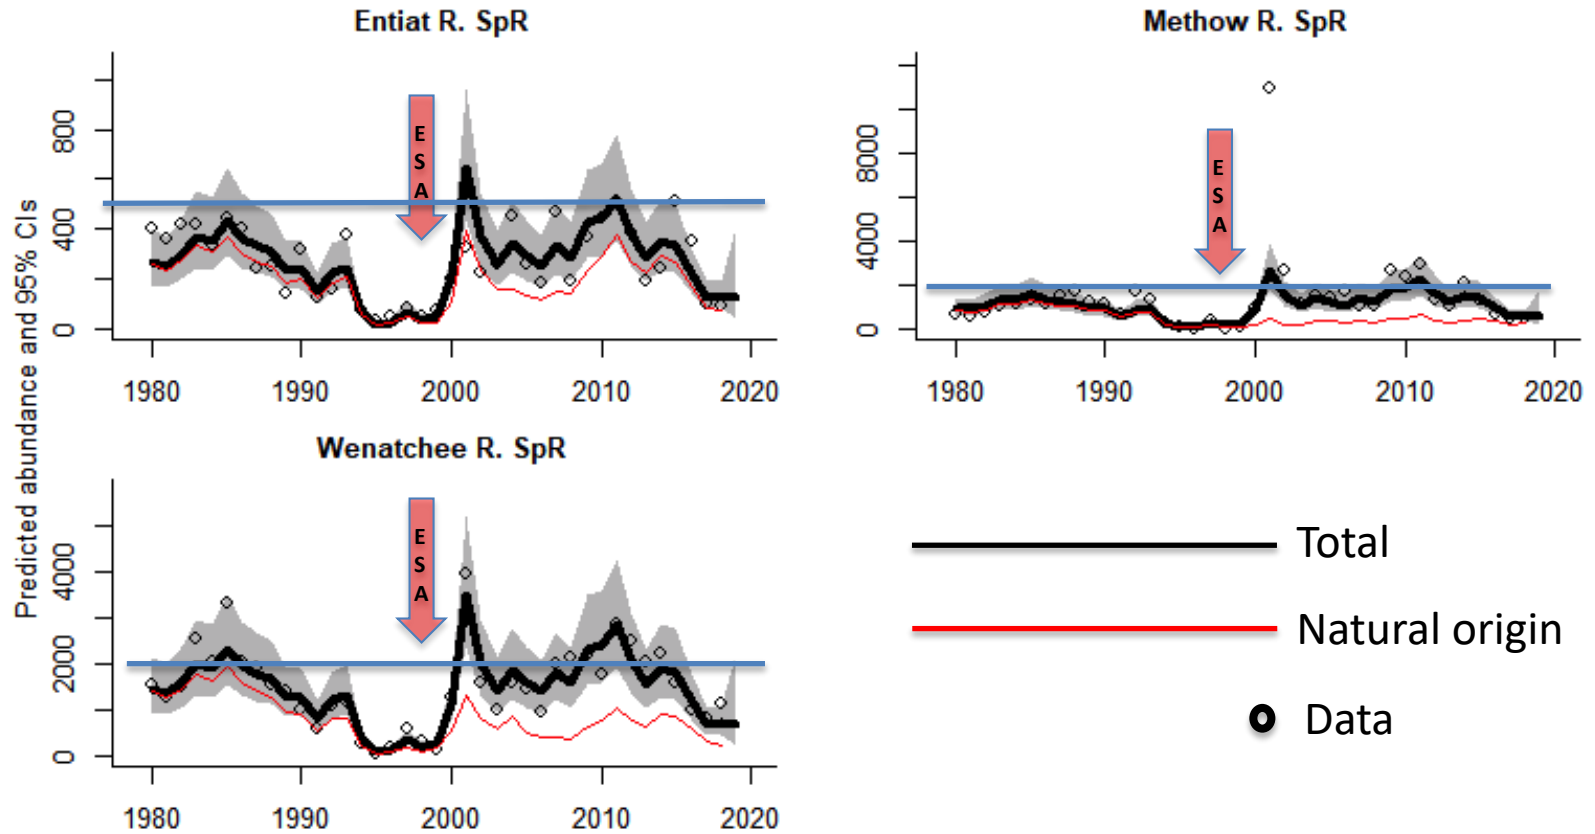 Entiat R. SpR
Methow R. SpR
Predicted abundance and 95% CIs
800
400
0
E
S
A
1980 1990 2000 2010 2020
8000
4000
0
E
S
A
1980 1990 2000 2010 2020
Wenatchee R. SpR
4000
2000
0
E
S
A
1980 1990 2000 2010 2020
Total
Natural origin
Data